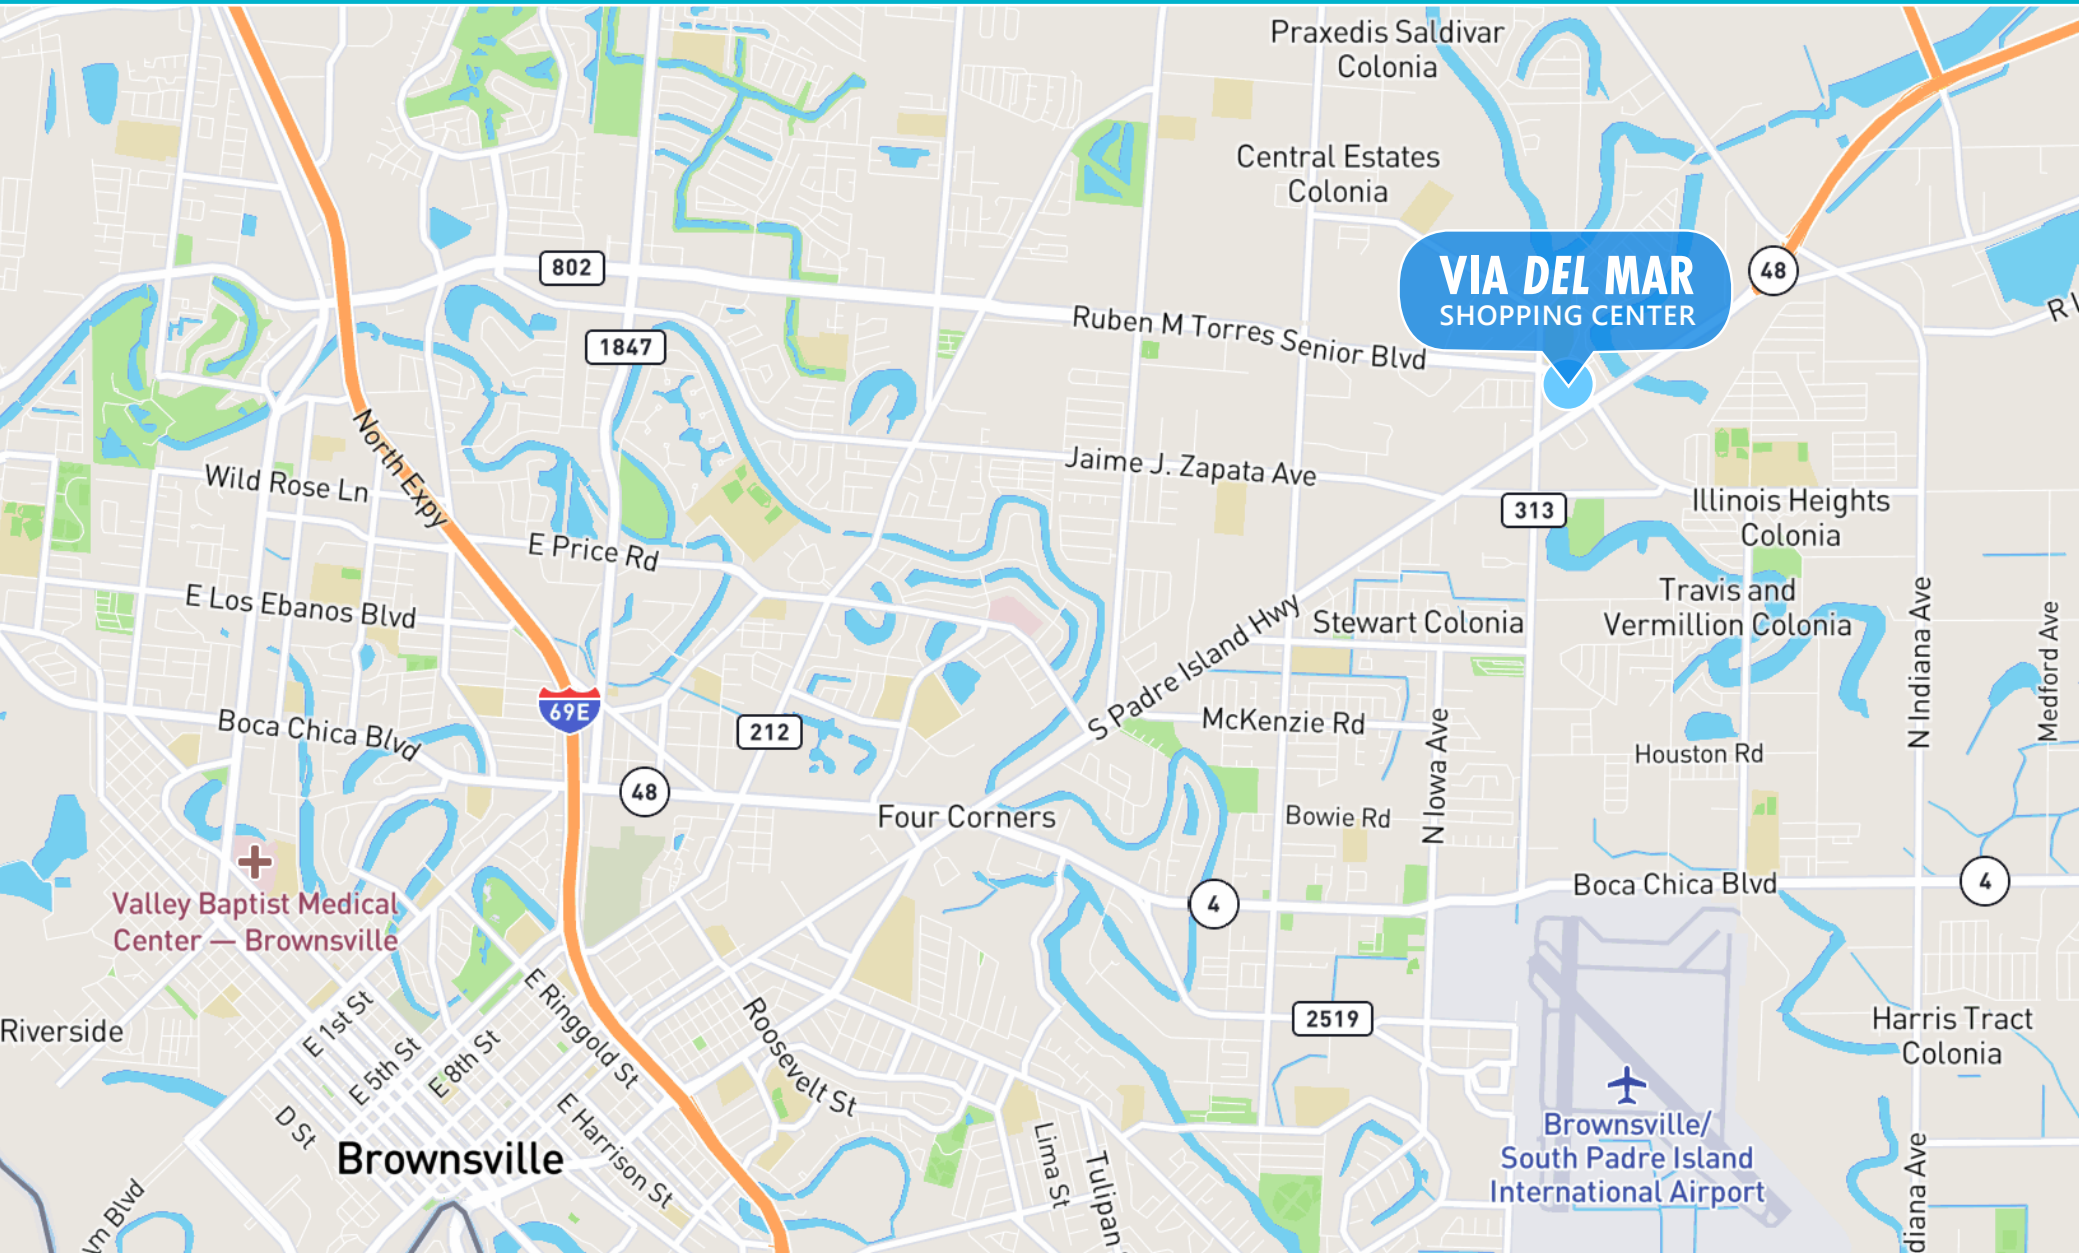 Praxedis Saldivar
Colonia
Central Estates
Colonia
802
VIA DEL MAR
SHOPPING CENTER
48
1847
Ruben M Torres Senior Blvd
North Expy
Wild Rose Ln
Jaime J. Zapata Ave
313
Illinois Heights
Colonia
E Price Rd
E Los Ebanos Blvd
Travis and
Vermillion Colonia
Stewart Colonia
S Padre Island Hwy
N Indiana Ave
Medford Ave
69E
Boca Chica Blvd
212
McKenzie Rd
N Iowa Ave
Houston Rd
48
Four Corners
Bowie Rd
Valley Baptist Medical
Center — Brownsville
4
Boca Chica Blvd
4
Riverside
E 1st St
E 5th St
E 8th St
E Ringgold St
Roosevelt St
2519
Harris Tract
Colonia
D St
E Harrison St
Brownsville
Lima St
Tulipan
Brownsville/
South Padre Island
International Airport
diana Ave
Blvd